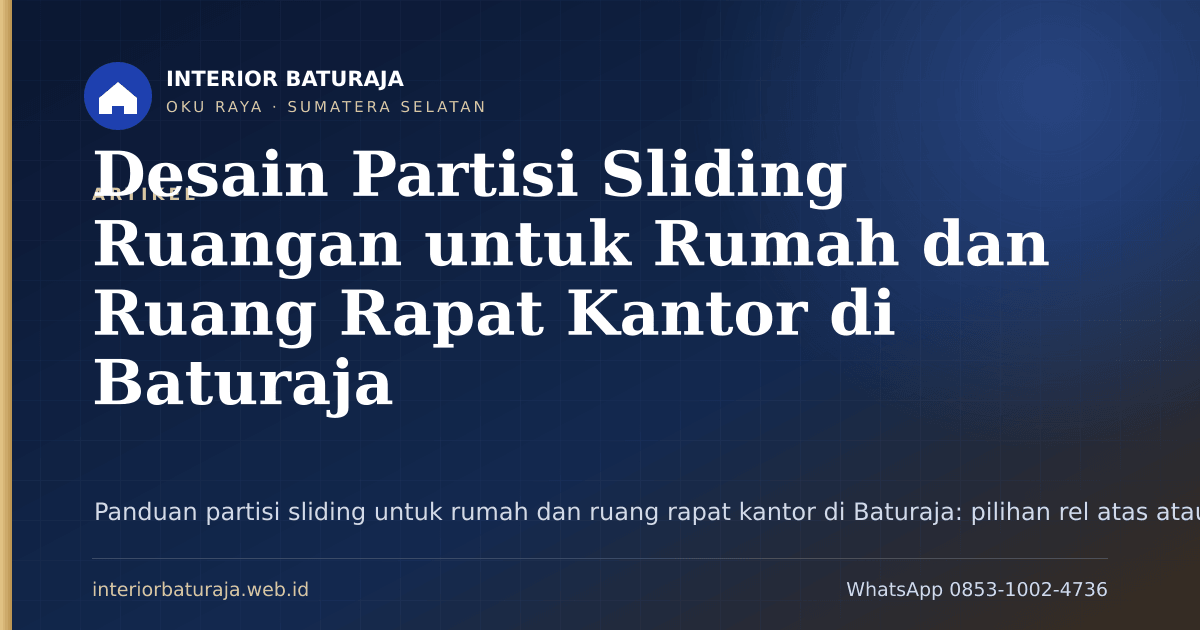 INTERIOR BATURAJA
OKU RAYA · SUMATERA SELATAN
ARTIKEL
Desain Partisi Sliding
Ruangan untuk Rumah dan
Ruang Rapat Kantor di
Baturaja
Panduan partisi sliding untuk rumah dan ruang rapat kantor di Baturaja: pilihan rel atas atau
interiorbaturaja.web.id
WhatsApp 0853-1002-4736